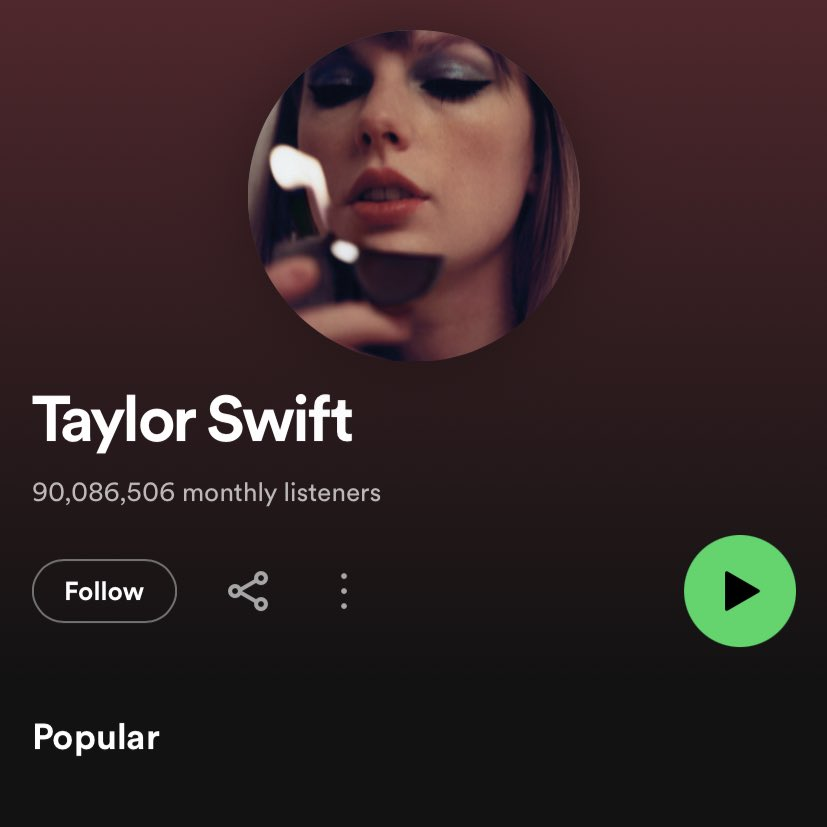 Taylor Swift
90,086,506 monthly listeners
Follow
Popular